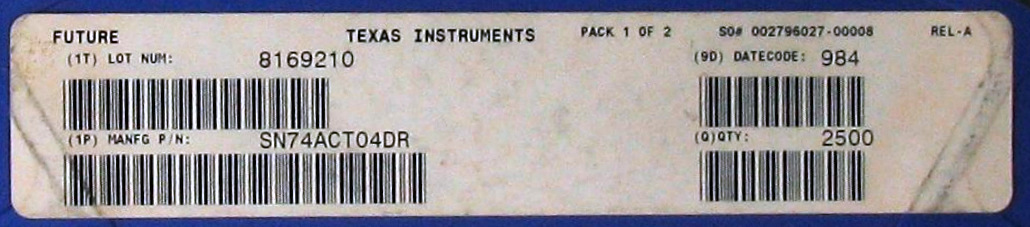 FUTURE TEXAS INSTRUMENTS PACK 1 OF 2 SO# 002796027-00008 REL-A
(1T) LOT NUM: 8169210 (9D) DATECODE: 984
(1P) MANFG P/N: SN74ACT04DR (Q)QTY: 2500